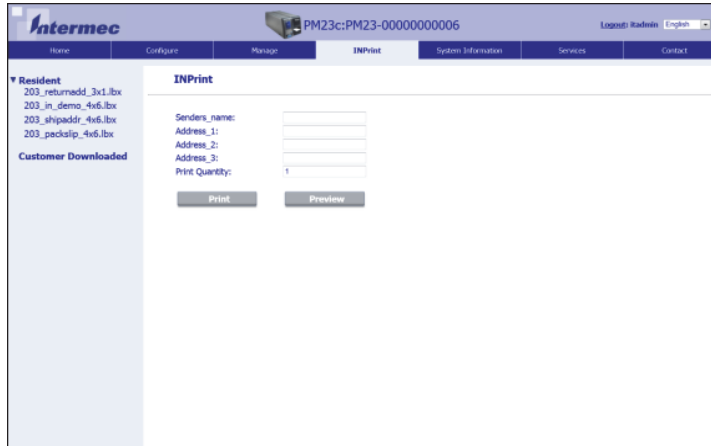 Intermec
PM23c:PM23-00000000006
Logout: itadmin English
Home Configure Manage INPrint System Information Services Contact
Resident
203_returnadd_3x1.lbx
203_in_demo_4x6.lbx
203_shipaddr_4x6.lbx
203_packslip_4x6.lbx
Customer Downloaded
INPrint
Senders_name:
Address_1:
Address_2:
Address_3:
Print Quantity: 1
Print Preview